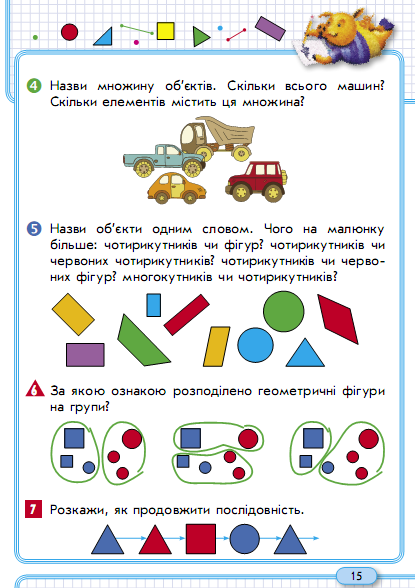 4 Назви множину об’єктів. Скільки всього машин?
Скільки елементів містить ця множина?
5 Назви об’єкти одним словом. Чого на малюнку
більше: чотирикутників чи фігур? чотирикутників чи
червоних чотирикутників? чотирикутників чи черво-
них фігур? многокутників чи чотирикутників?
6 За якою ознакою розподілено геометричні фігури
на групи?
7 Розкажи, як продовжити послідовність.
15